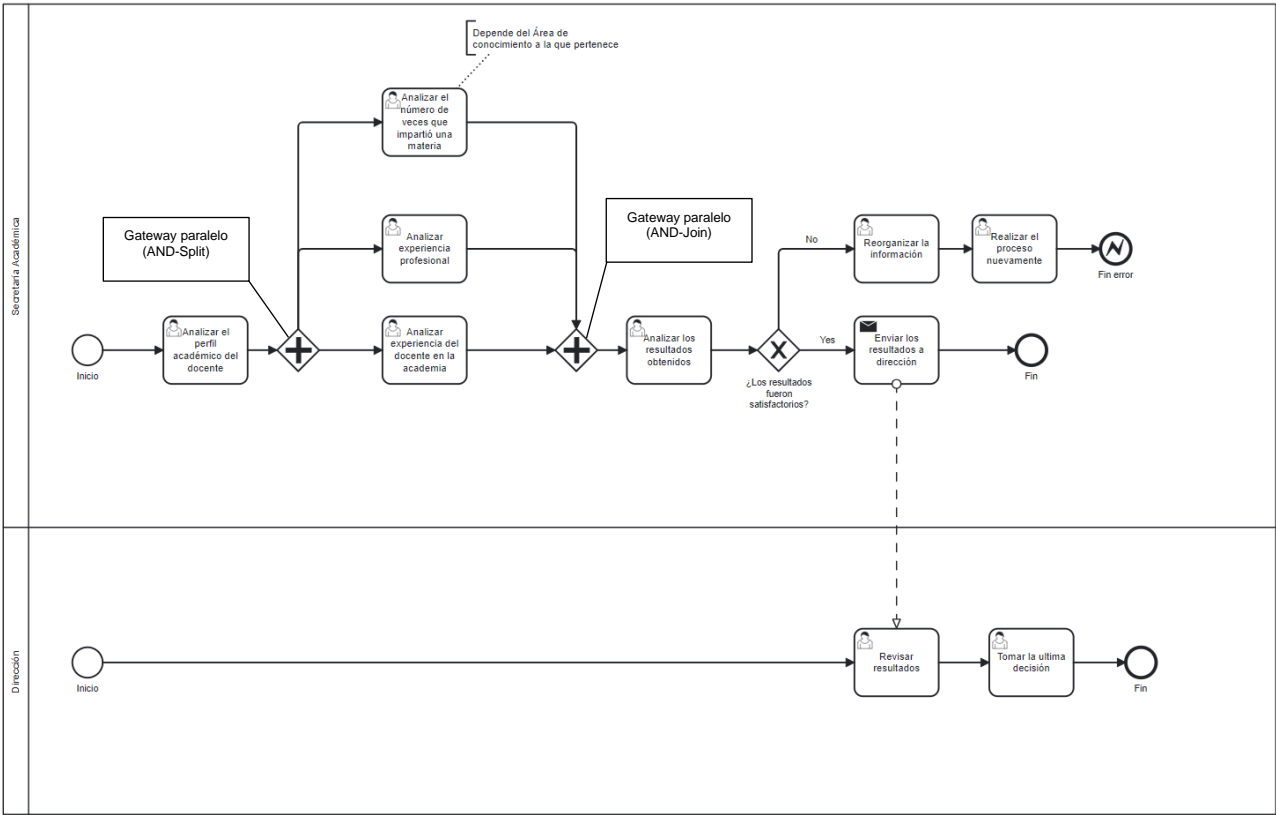 Secretaría Académica
Depende del Área de
conocimiento a la que pertenece
Analizar el
número de
veces que
impartió una
materia
Gateway paralelo
(AND-Split)
Analizar
experiencia
profesional
Gateway paralelo
(AND-Join)
No
Reorganizar la
información
Realizar el
proceso
nuevamente
Fin error
Inicio
Analizar el
perfil
académico del
docente
Analizar
experiencia del
docente en la
academia
Analizar los
resultados
obtenidos
¿Los resultados
fueron
satisfactorios?
Yes
Enviar los
resultados a
dirección
Fin
Dirección
Inicio
Revisar
resultados
Tomar la ultima
decisión
Fin